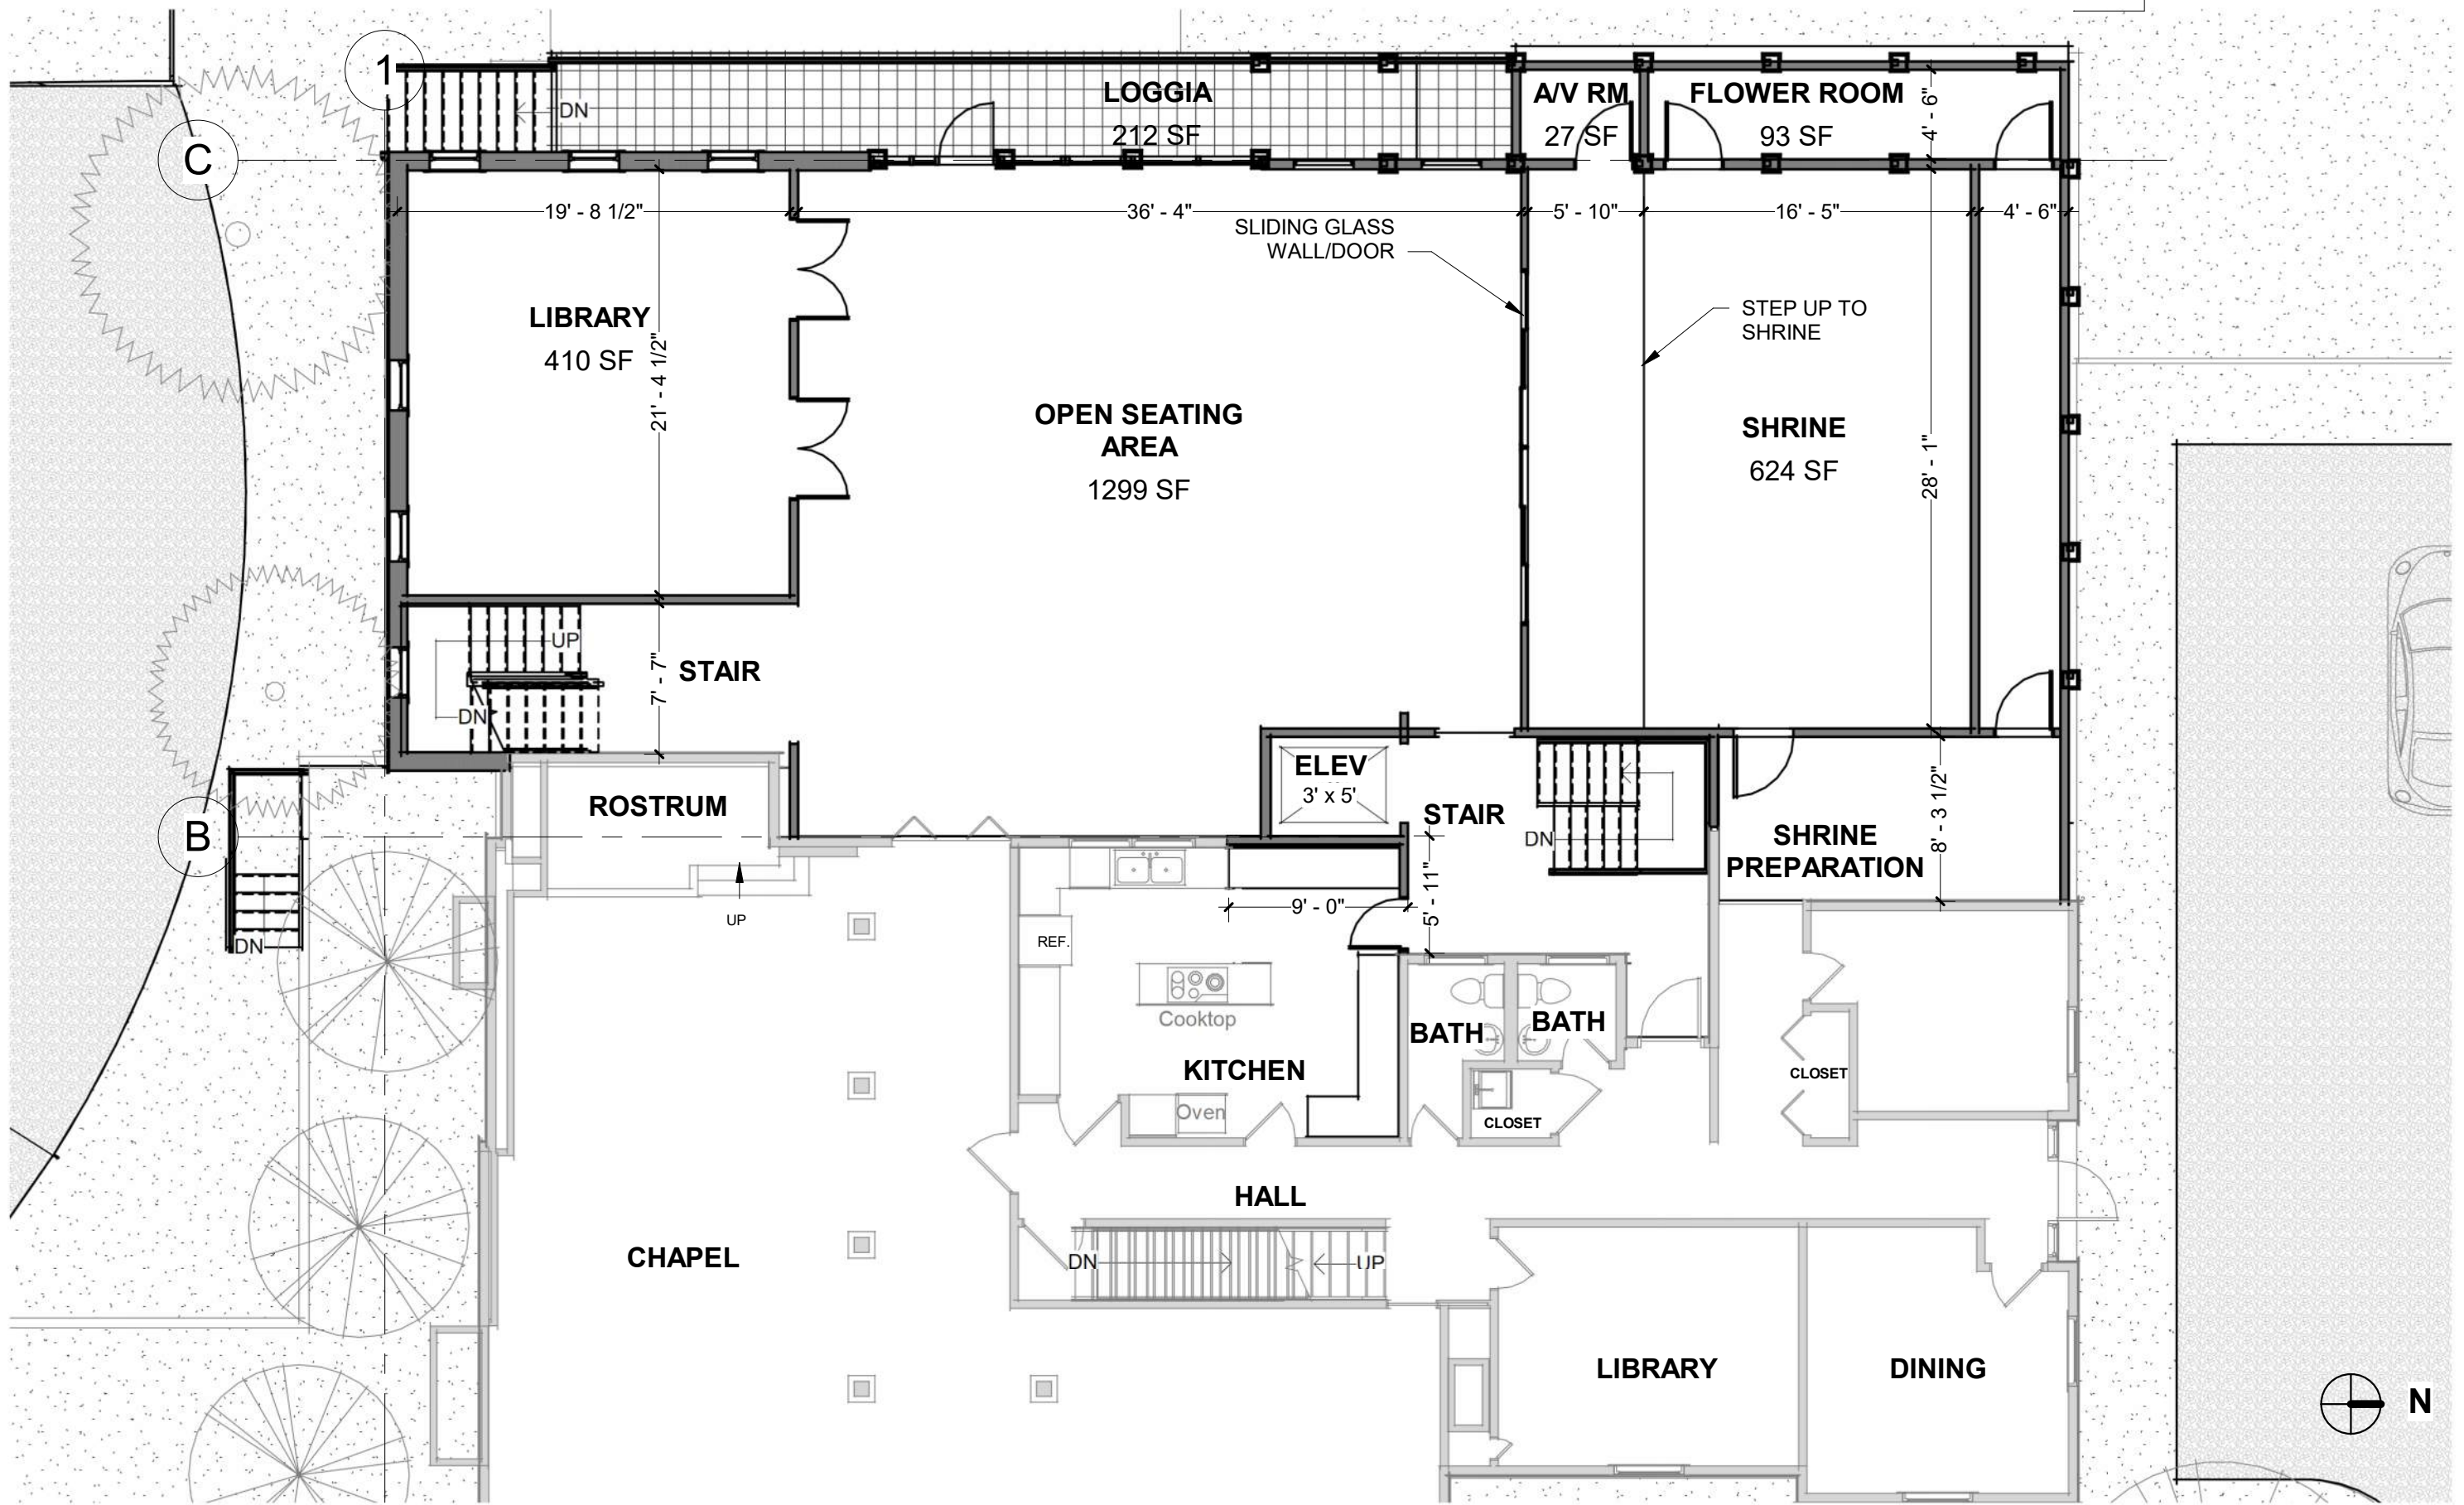 1
C
B
DN
LOGGIA
212 SF
A/V RM
27 SF
FLOWER ROOM
93 SF
4' - 6"
19' - 8 1/2"
36' - 4"
5' - 10"
16' - 5"
4' - 6"
SLIDING GLASS
WALL/DOOR
STEP UP TO
SHRINE
LIBRARY
410 SF
21' - 4 1/2"
OPEN SEATING
AREA
1299 SF
SHRINE
624 SF
28' - 1"
UP
DN
7' - 7"
STAIR
ROSTRUM
UP
DN
ELEV
3' x 5'
STAIR
DN
SHRINE
PREPARATION
8' - 3 1/2"
5' - 11"
9' - 0"
REF.
Cooktop
KITCHEN
Oven
BATH
BATH
CLOSET
CLOSET
HALL
DN
UP
CHAPEL
LIBRARY
DINING
N